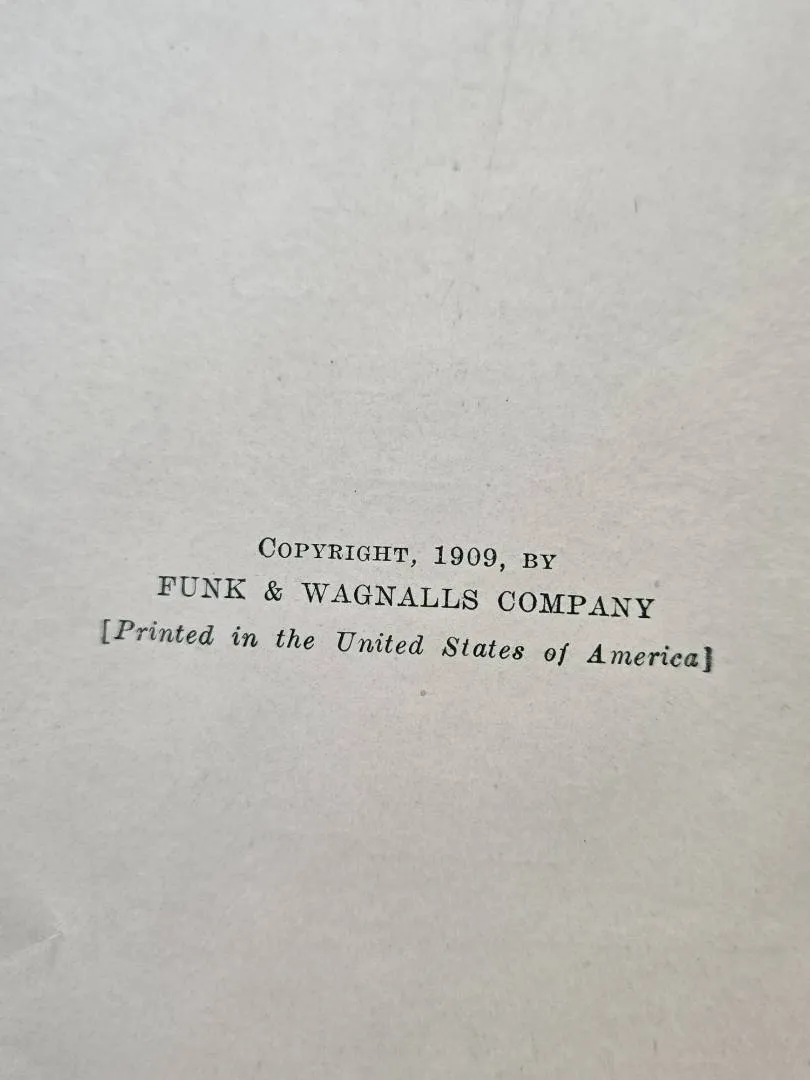 Copyright, 1909, by
FUNK & WAGNALLS COMPANY
[Printed in the United States of America]